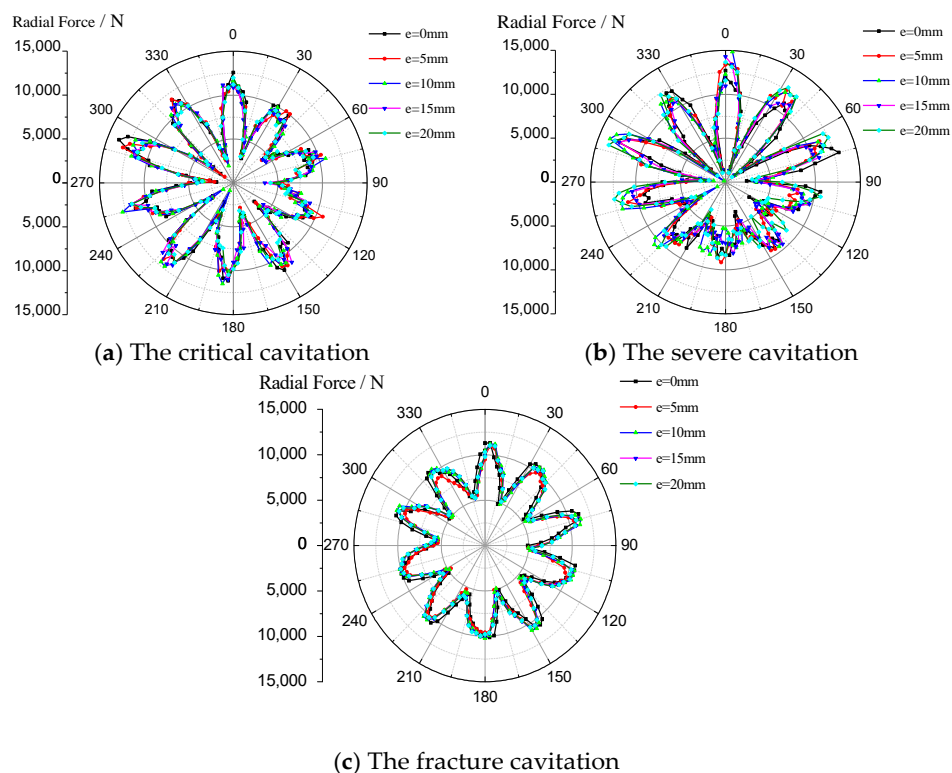 Radial Force / N
15,000
10,000
5,000
0
5,000
10,000
15,000
0
30
60
90
120
150
180
210
240
270
300
330
e=0mm
e=5mm
e=10mm
e=15mm
e=20mm
(a) The critical cavitation
Radial Force / N
15,000
10,000
5,000
0
5,000
10,000
15,000
0
30
60
90
120
150
180
210
240
270
300
330
e=0mm
e=5mm
e=10mm
e=15mm
e=20mm
(b) The severe cavitation
Radial Force / N
15,000
10,000
5,000
0
5,000
10,000
15,000
0
30
60
90
120
150
180
210
240
270
300
330
e=0mm
e=5mm
e=10mm
e=15mm
e=20mm
(c) The fracture cavitation